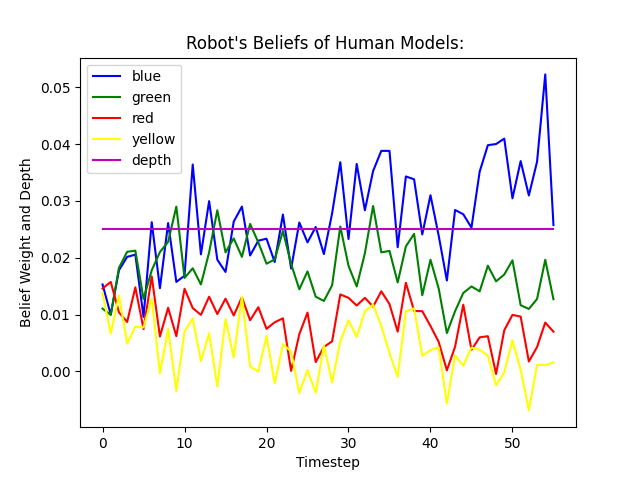 Robot's Beliefs of Human Models:
blue
green
red
yellow
depth
Belief Weight and Depth
0.05
0.04
0.03
0.02
0.01
0.00
0
10
20
30
40
50
Timestep